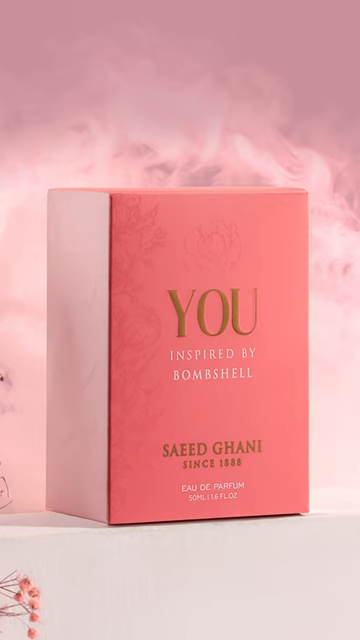 YOU
INSPIRED BY
BOMBSHELL
SAEED GHANI
SINCE 1888
EAU DE PARFUM
50ML | 1.6 FL.OZ